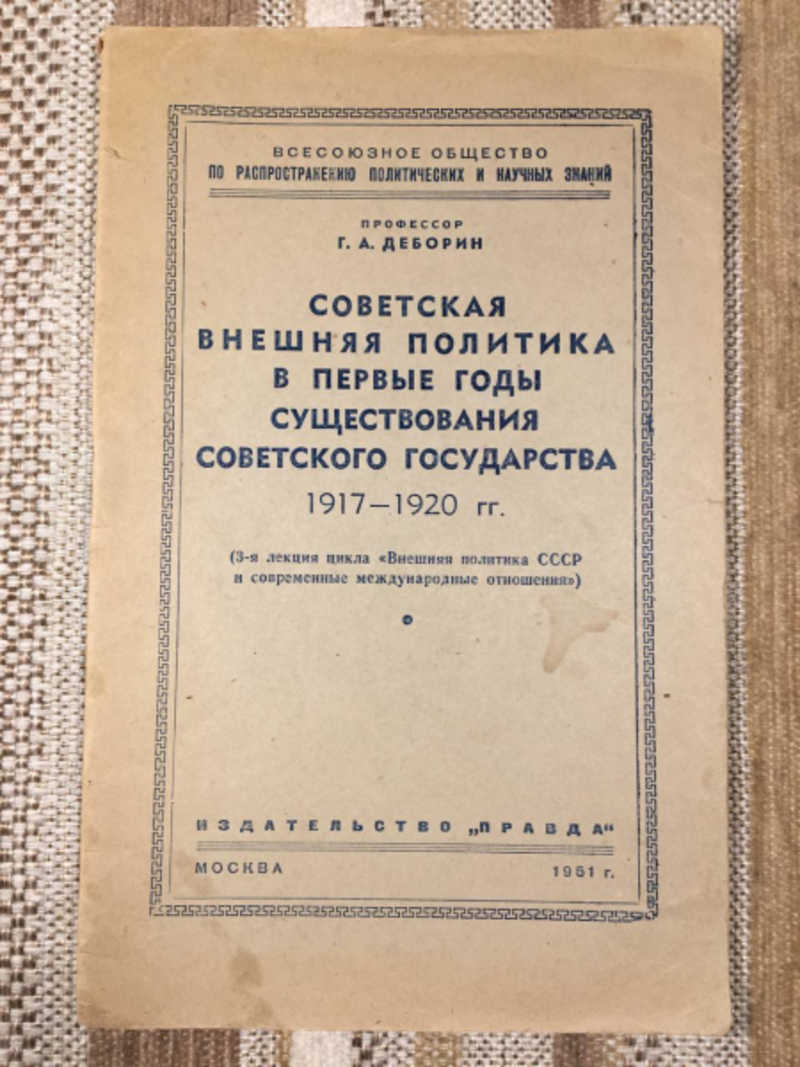 ВСЕСОЮЗНОЕ ОБЩЕСТВО
ПО РАСПРОСТРАНЕНИЮ ПОЛИТИЧЕСКИХ И НАУЧНЫХ ЗНАНИЙ
ПРОФЕССОР
Г. А. ДЕБОРИН
СОВЕТСКАЯ
ВНЕШНЯЯ ПОЛИТИКА
В ПЕРВЫЕ ГОДЫ
СУЩЕСТВОВАНИЯ
СОВЕТСКОГО ГОСУДАРСТВА
1917—1920 гг.
(3-я лекция цикла «Внешняя политика СССР
и современные международные отношения»)
ИЗДАТЕЛЬСТВО „ПРАВДА“
МОСКВА 1951 г.